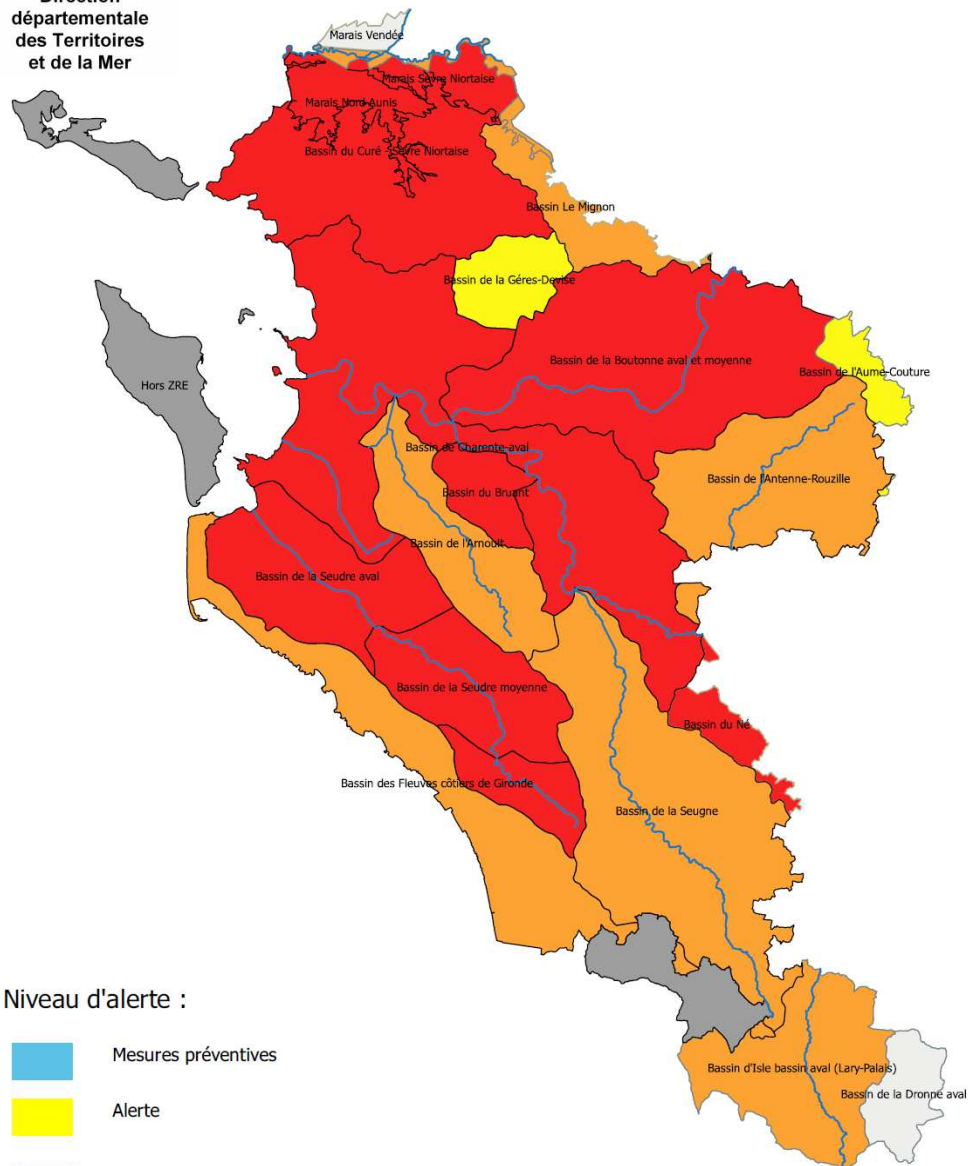 Direction
départementale
des Territoires
et de la Mer
Marais Vendée
Marais Sèvre Niortaise
Marais Nord Aunis
Bassin du Curé - Sèvre Niortaise
Bassin Le Mignon
Bassin de la Géres-Devise
Bassin de la Boutonne aval et moyenne
Bassin de l'Aume-Couture
Hors ZRE
Bassin de Charente-aval
Bassin de l'Antenne-Rouzille
Bassin du Bruant
Bassin de l'Arnoult
Bassin de la Seudre aval
Bassin de la Seudre moyenne
Bassin du Né
Bassin des Fleuves côtiers de Gironde
Bassin de la Seugne
Niveau d'alerte :
Mesures préventives
Bassin d'Isle bassin aval (Lary-Palais)
Bassin de la Dronne aval
Alerte